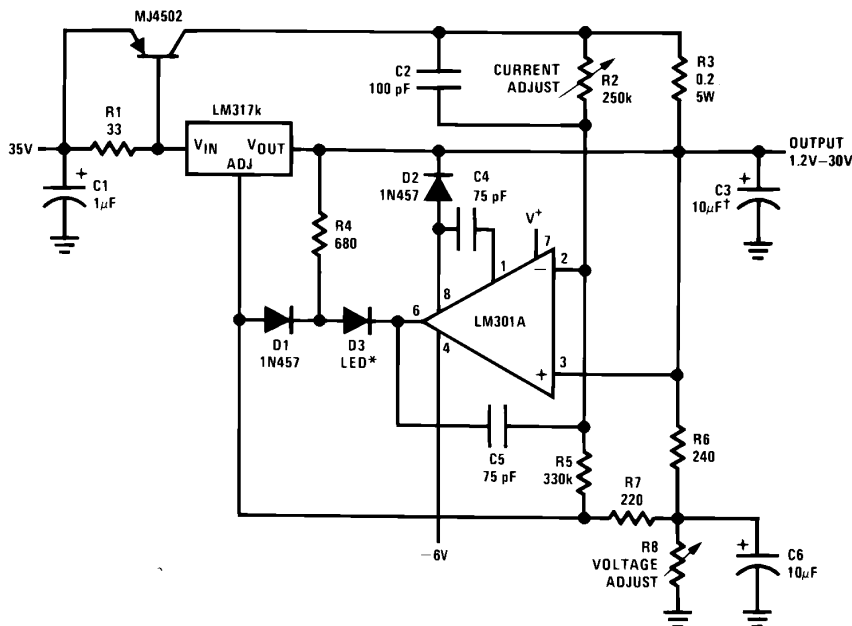 MJ4502
R1
33
35V
C1
1μF
LM317k
VIN
VOUT
ADJ
C2
100 pF
CURRENT
ADJUST
R2
250k
R3
0.2
5W
OUTPUT
1.2V–30V
C3
10μF†
R4
680
D2
1N457
C4
75 pF
V+
7
1
2
8
6
4
3
−
+
LM301A
D1
1N457
D3
LED*
C5
75 pF
R5
330k
R6
240
R7
220
R8
VOLTAGE
ADJUST
C6
10μF
−6V
+
+
+